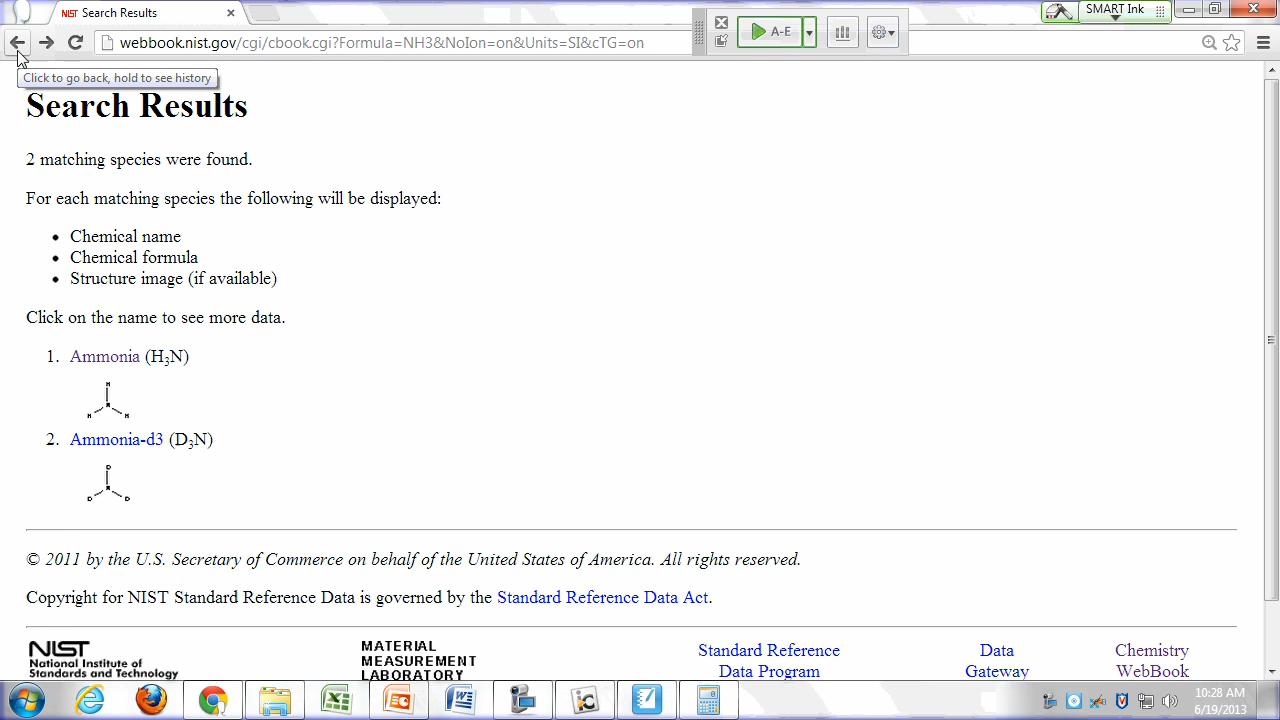 NIST Search Results
SMART Ink
webbook.nist.gov/cgi/cbook.cgi?Formula=NH3&NoIon=on&Units=SI&cTG=on
A-E
Click to go back, hold to see history
Search Results
2 matching species were found.
For each matching species the following will be displayed:
• Chemical name
• Chemical formula
• Structure image (if available)
Click on the name to see more data.
1. Ammonia (H3N)
H
N
H H
2. Ammonia-d3 (D3N)
D
N
D D
© 2011 by the U.S. Secretary of Commerce on behalf of the United States of America. All rights reserved.
Copyright for NIST Standard Reference Data is governed by the Standard Reference Data Act.
NIST
National Institute of
Standards and Technology
MATERIAL
MEASUREMENT
LABORATORY
Standard Reference
Data Program
Data
Gateway
Chemistry
WebBook
10:28 AM
6/19/2013